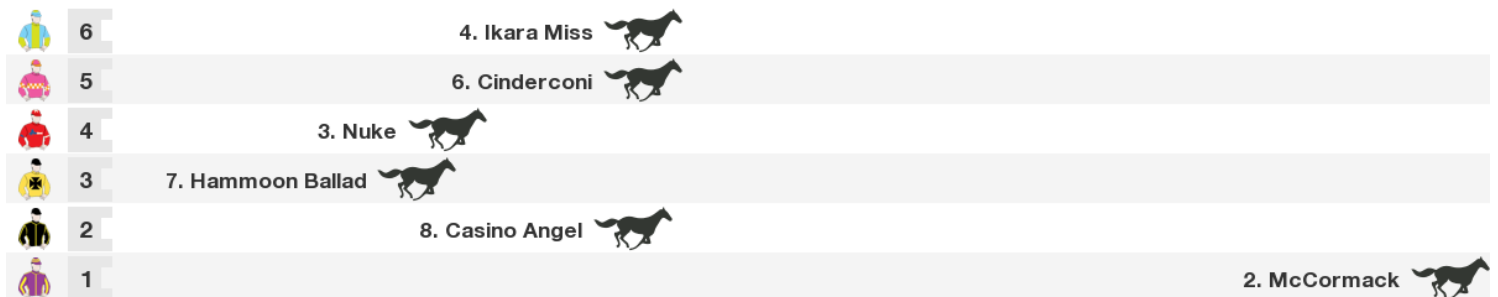 6 4. Ikara Miss
5 6. Cinderconi
4 3. Nuke
3 7. Hammoon Ballad
2 8. Casino Angel
1 2. McCormack